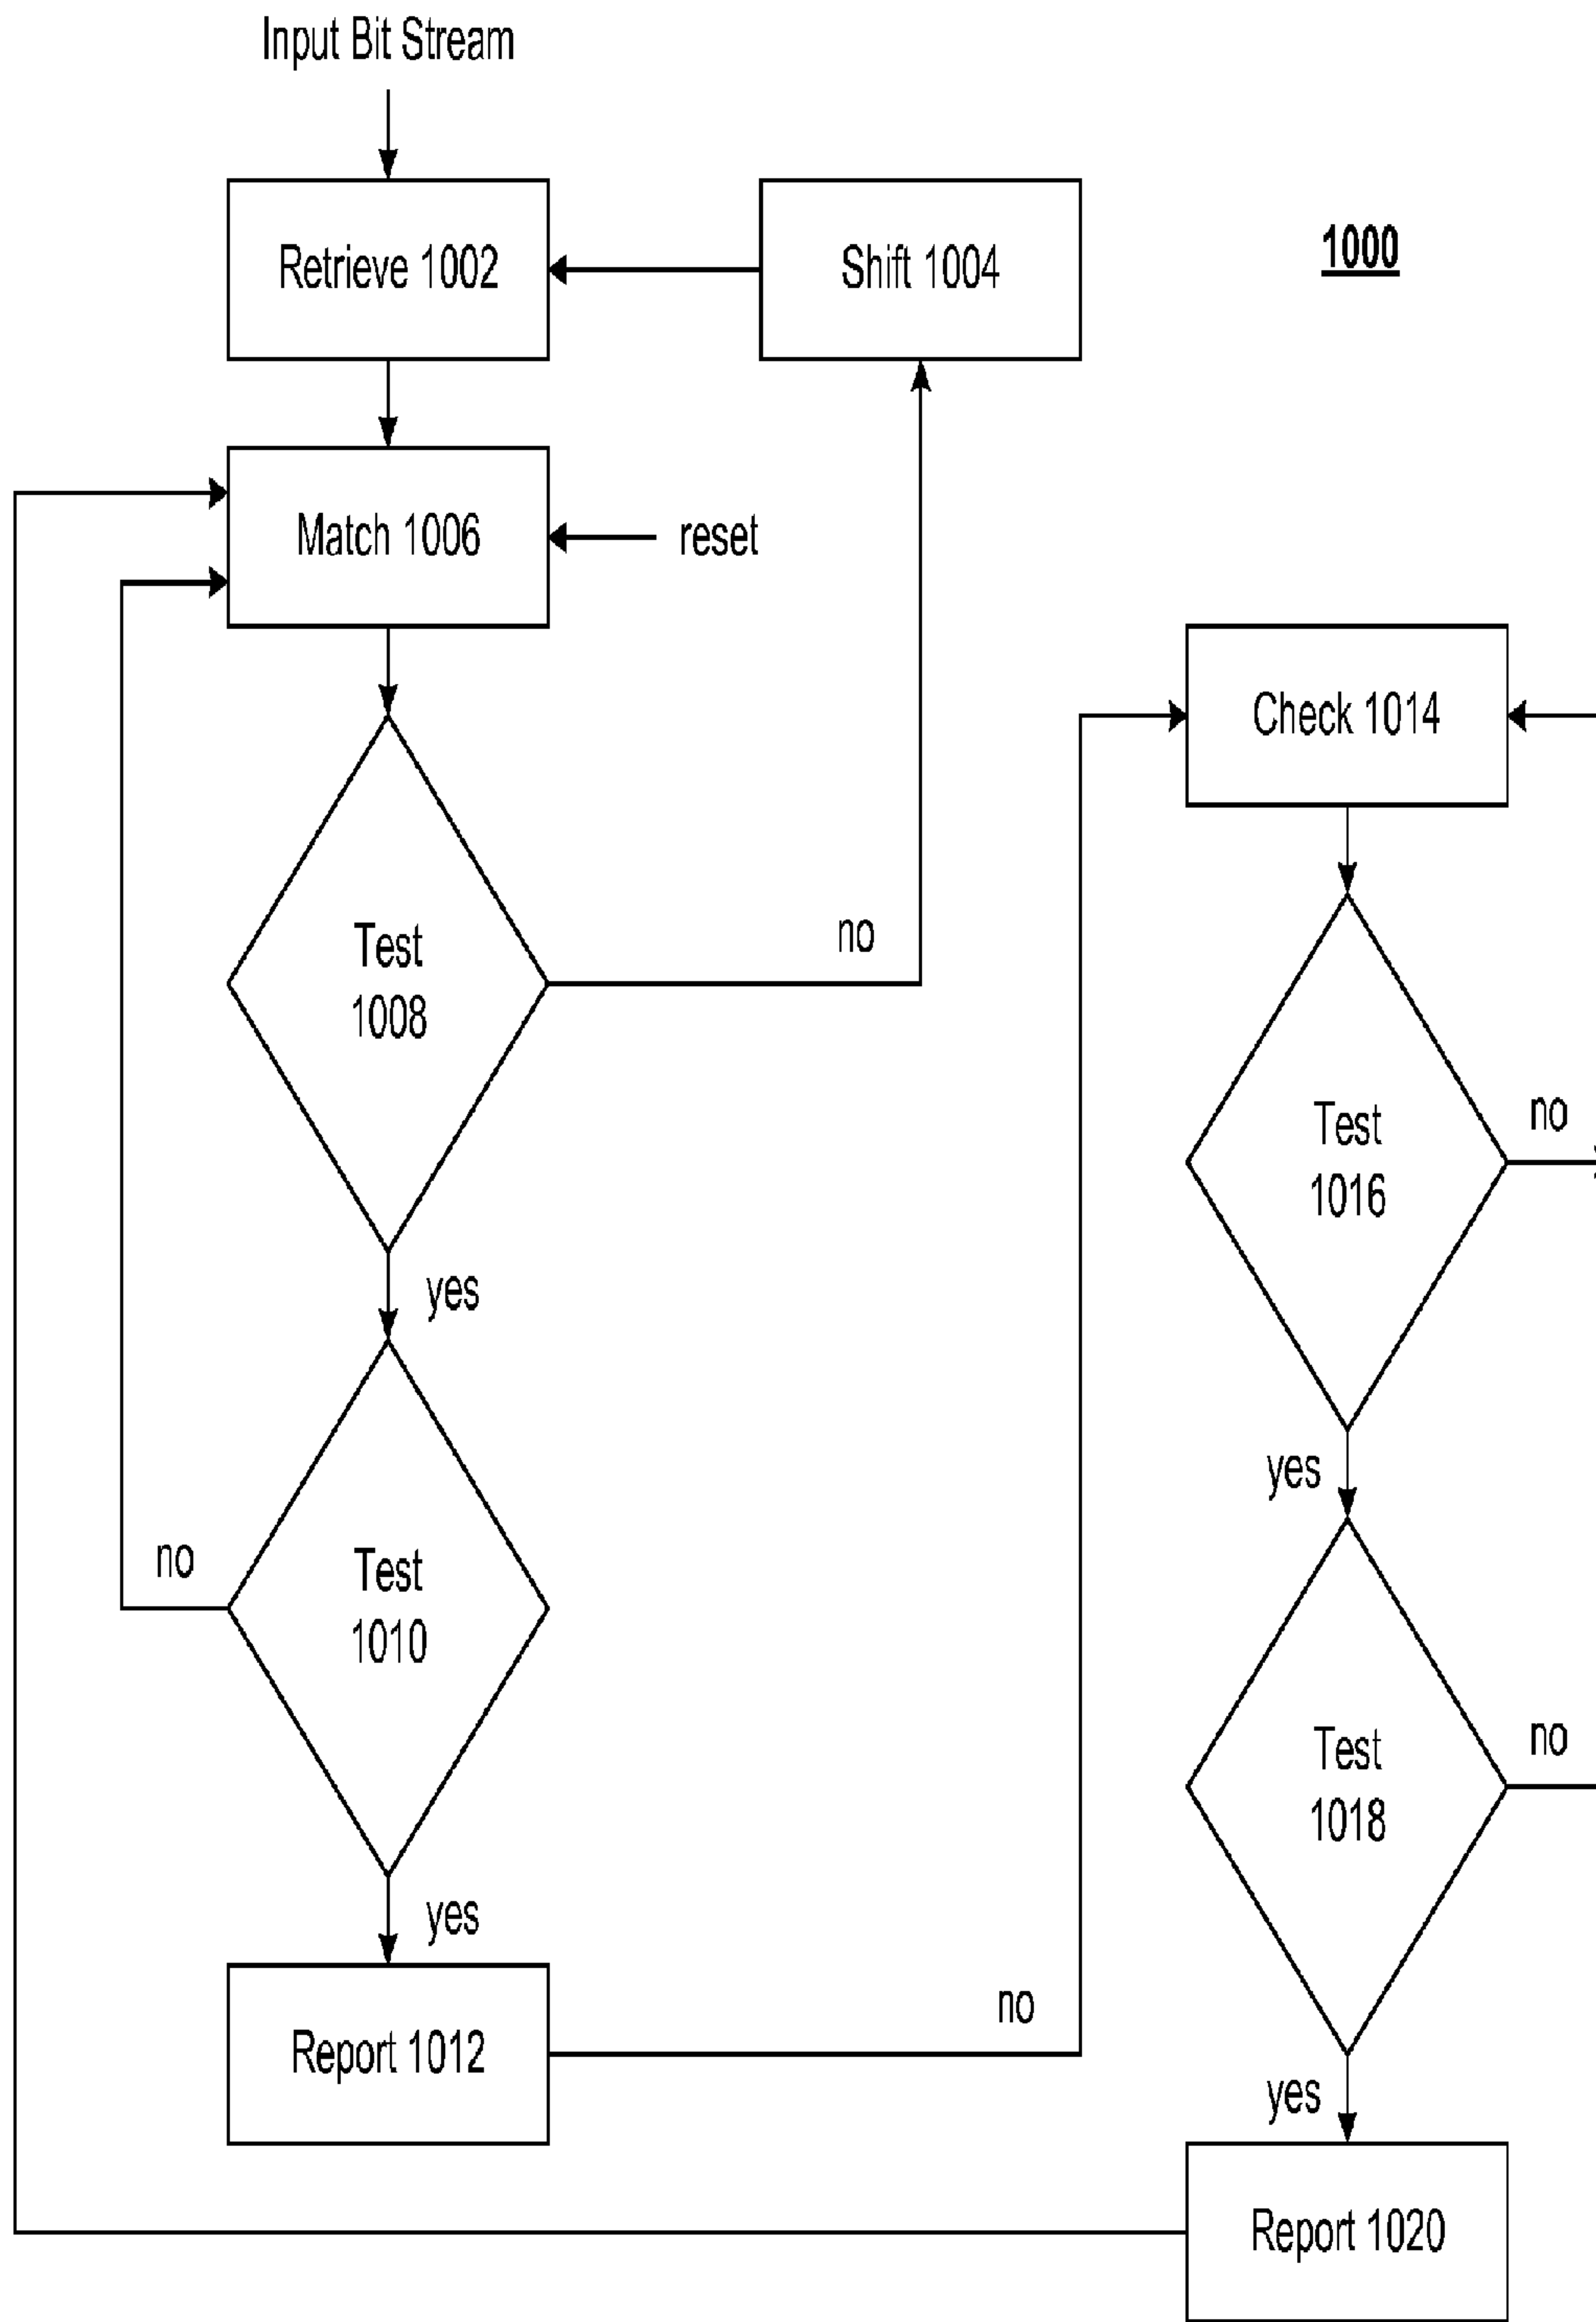 Input Bit Stream
Retrieve 1002
Shift 1004
1000
Match 1006
reset
Check 1014
Test
1008
no
Test
1016
no
yes
yes
Test
1010
no
Test
1018
no
yes
Report 1012
no
yes
Report 1020